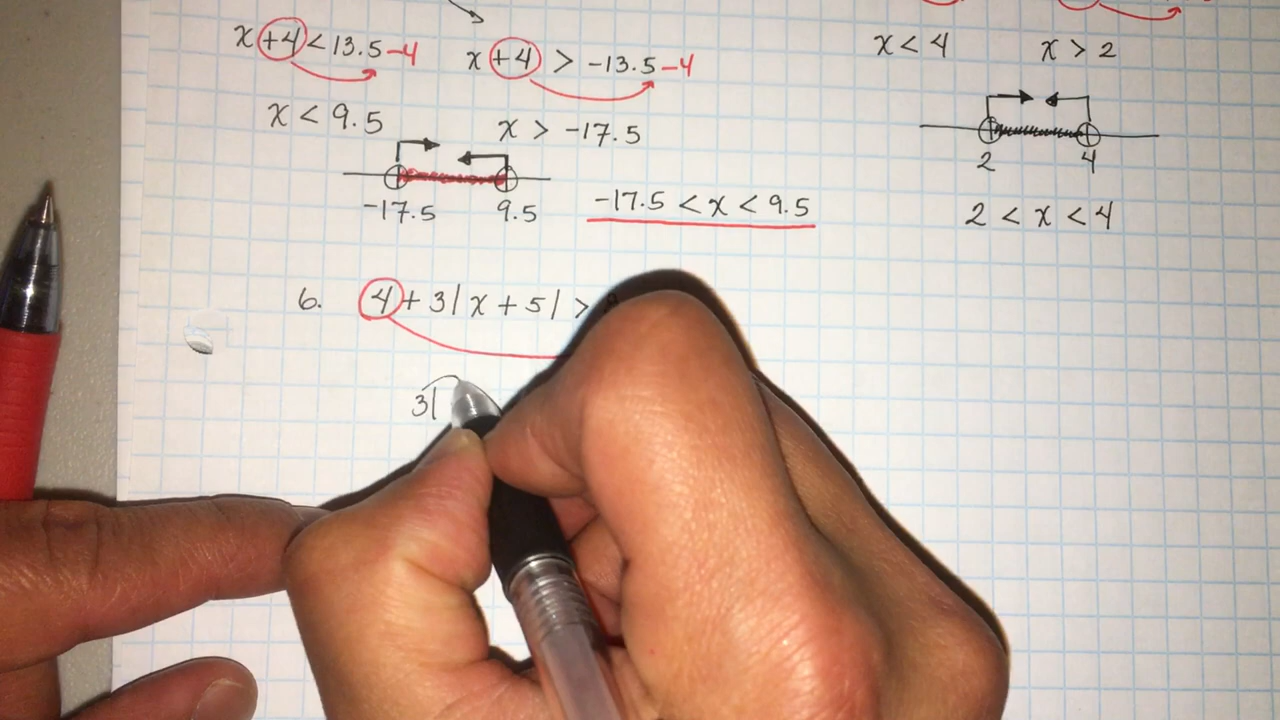 x+4<13.5-4
x+4 > -13.5-4
x < 9.5
x > -17.5
-17.5
9.5
-17.5 < x < 9.5
x < 4
x > 2
2
4
2 < x < 4
6. 4+3|x+5| >
3|